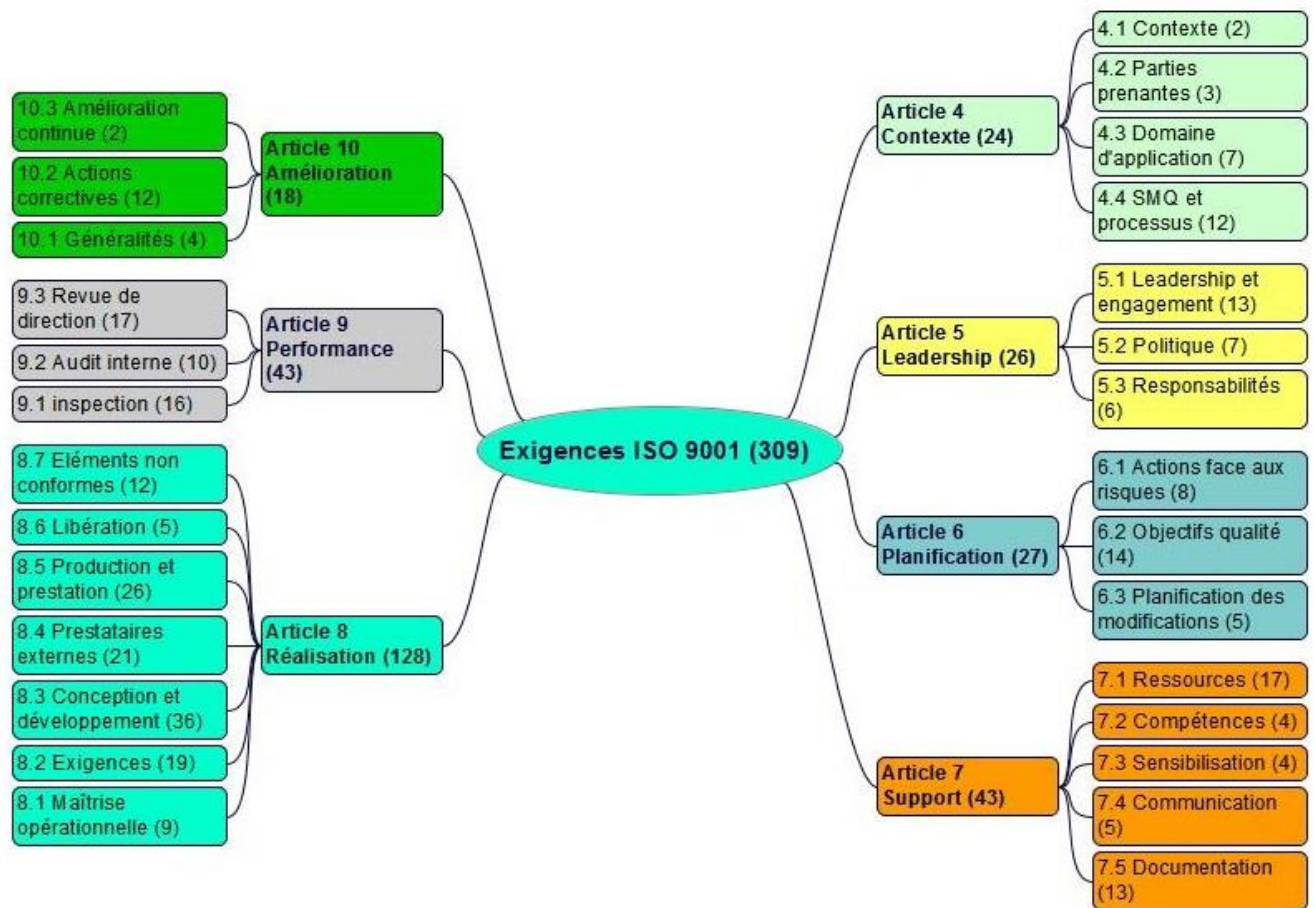 Exigences ISO 9001 (309)
Article 4
Contexte (24)
4.1 Contexte (2)
4.2 Parties
prenantes (3)
4.3 Domaine
d'application (7)
4.4 SMQ et
processus (12)
Article 5
Leadership (26)
5.1 Leadership et
engagement (13)
5.2 Politique (7)
5.3 Responsabilités
(6)
Article 6
Planification (27)
6.1 Actions face aux
risques (8)
6.2 Objectifs qualité
(14)
6.3 Planification des
modifications (5)
Article 7
Support (43)
7.1 Ressources (17)
7.2 Compétences (4)
7.3 Sensibilisation (4)
7.4 Communication
(5)
7.5 Documentation
(13)
Article 10
Amélioration
(18)
10.3 Amélioration
continue (2)
10.2 Actions
correctives (12)
10.1 Généralités (4)
Article 9
Performance
(43)
9.3 Revue de
direction (17)
9.2 Audit interne (10)
9.1 inspection (16)
Article 8
Réalisation (128)
8.7 Eléments non
conformes (12)
8.6 Libération (5)
8.5 Production et
prestation (26)
8.4 Prestataires
externes (21)
8.3 Conception et
développement (36)
8.2 Exigences (19)
8.1 Maîtrise
opérationnelle (9)